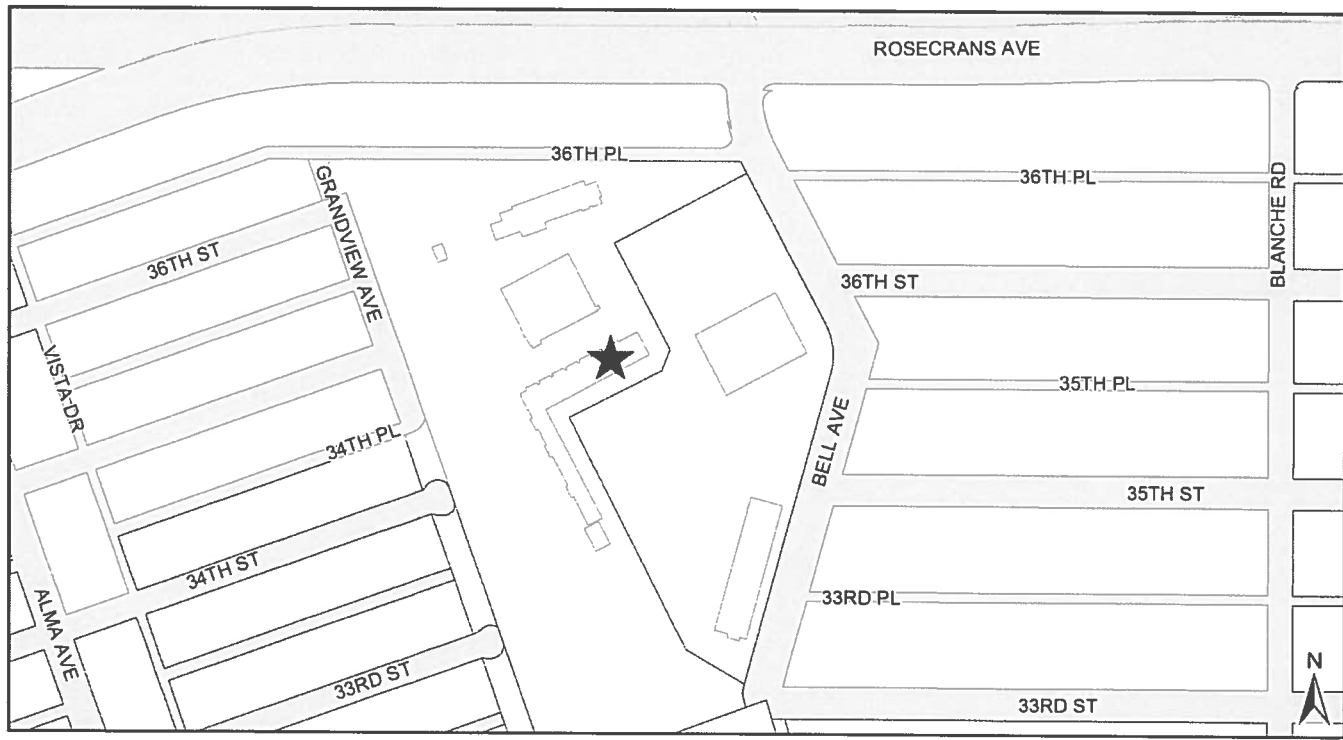 ROSECRANS AVE
36TH PL
36TH PL
GRANDVIEW AVE
BLANCHE RD
36TH ST
36TH ST
VISTA DR
35TH PL
34TH PL
BELL AVE
35TH ST
34TH ST
33RD PL
ALMA AVE
33RD ST
33RD ST
N